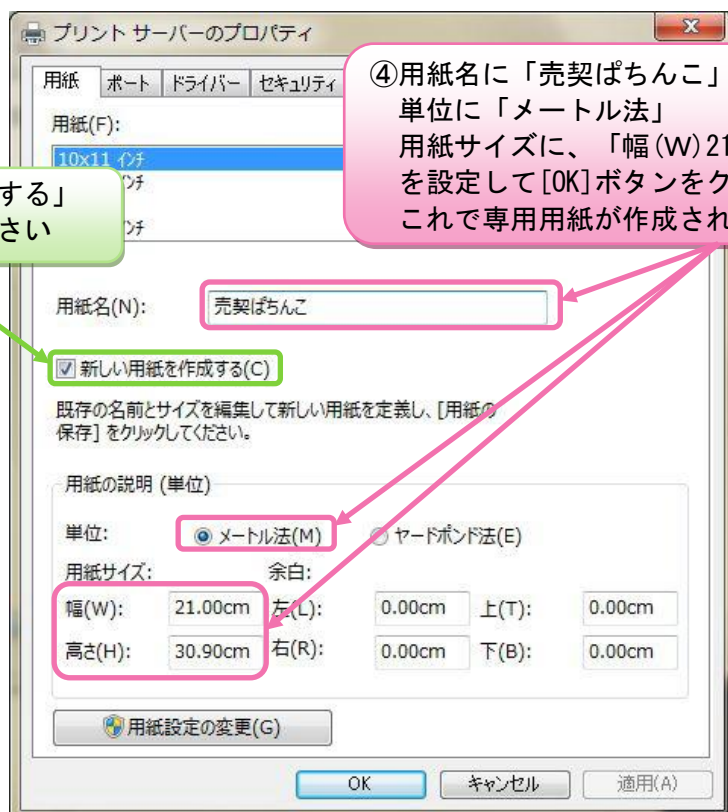 プリント サーバーのプロパティ
用紙 ポート ドライバー セキュリティ
④用紙名に「売契ぱちんこ」
単位に「メートル法」
用紙サイズに、「幅(W)21
を設定して[OK]ボタンをク
これで専用用紙が作成され
用紙(F):
10x11 インチ
ンチ
ンチ
する」
さい
用紙名(N): 売契ぱちんこ
新しい用紙を作成する(C)
既存の名前とサイズを編集して新しい用紙を定義し、[用紙の
保存] をクリックしてください。
用紙の説明 (単位)
単位: メートル法(M) ヤードポンド法(E)
用紙サイズ: 余白:
幅(W): 21.00cm 左(L): 0.00cm 上(T): 0.00cm
高さ(H): 30.90cm 右(R): 0.00cm 下(B): 0.00cm
用紙設定の変更(G)
OK キャンセル 適用(A)